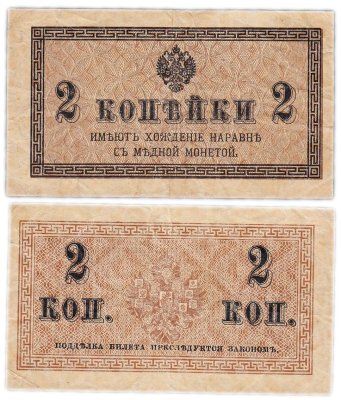 2 КОПѢЙКИ 2
ИМѢЮТЪ ХОЖДЕНІЕ НАРАВНѢ
СЪ МѢДНОЙ МОНЕТОЙ.
2 2
КОП. КОП.
ПОДДѢЛКА БИЛЕТА ПРЕСЛѢДУЕТСЯ ЗАКОНОМЪ.